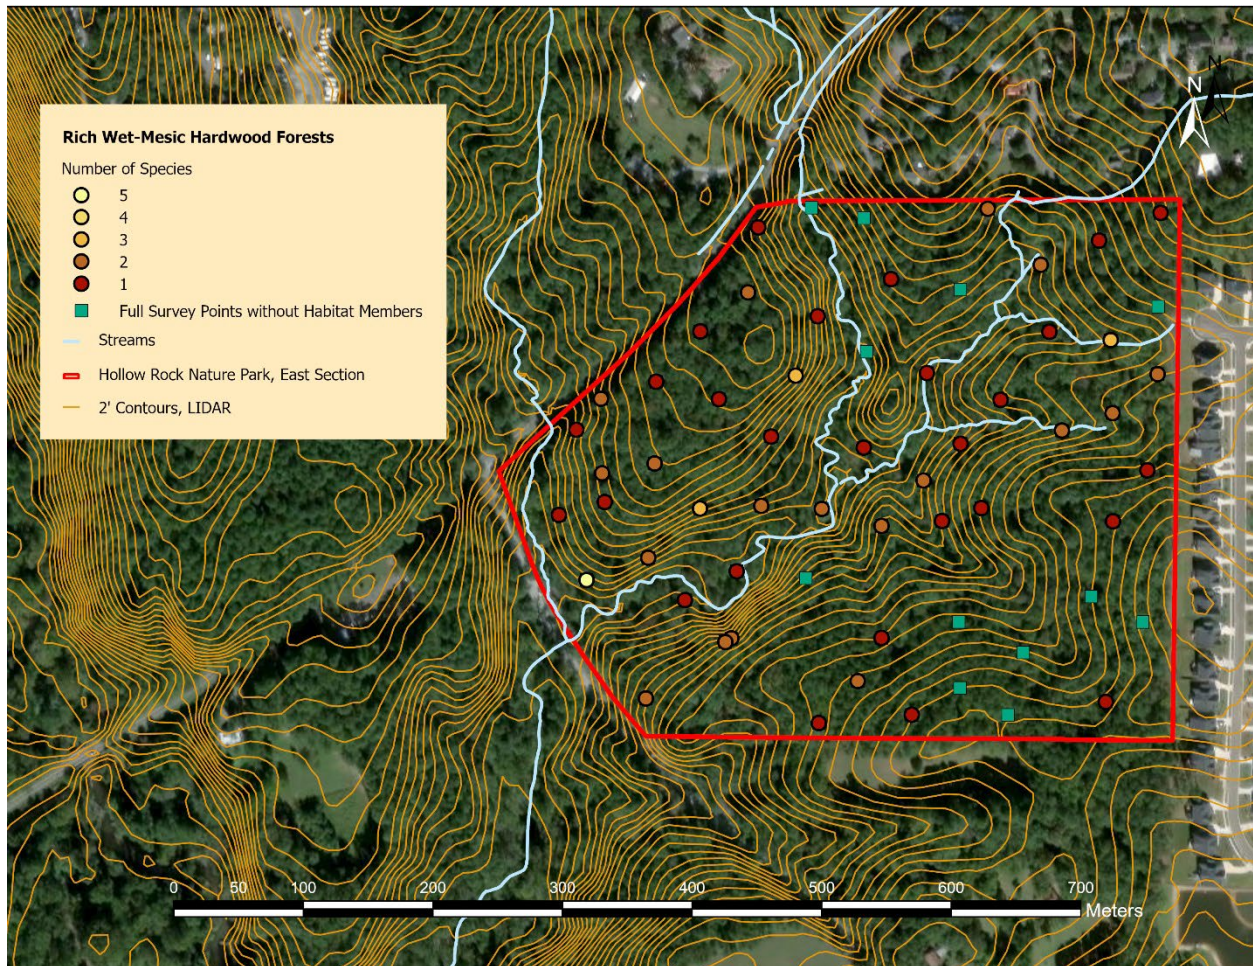 N
N
Rich Wet-Mesic Hardwood Forests
Number of Species
5
4
3
2
1
Full Survey Points without Habitat Members
Streams
Hollow Rock Nature Park, East Section
2' Contours, LIDAR
0 50 100 200 300 400 500 600 700
Meters